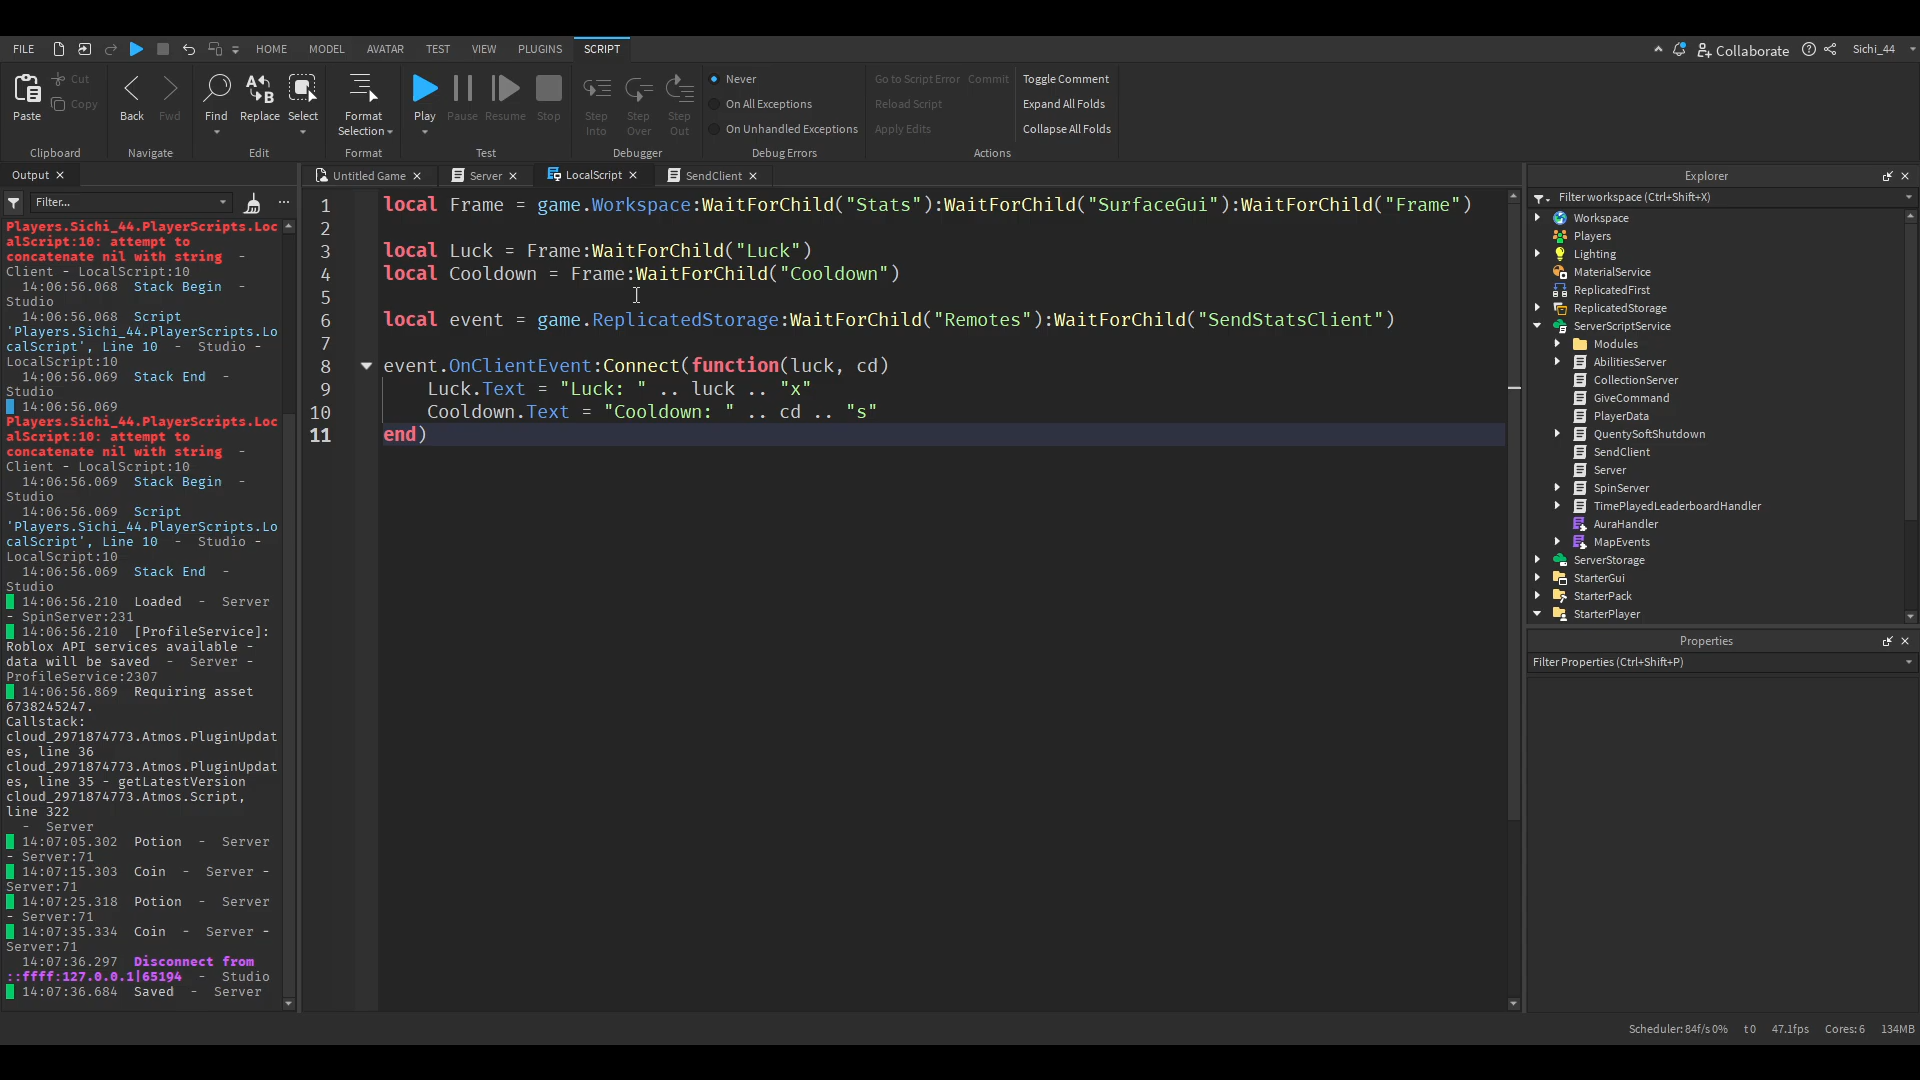 FILE HOME MODEL AVATAR TEST VIEW PLUGINS SCRIPT Collaborate Sichi_44
Paste Cut Copy Clipboard
Back Fwd Navigate
Find Replace Select Edit
Format Selection Format
Play Pause Resume Stop Test
Step Into Step Over Step Out Debugger
Never
On All Exceptions
On Unhandled Exceptions
Debug Errors
Go to Script Error Commit Toggle Comment
Reload Script Expand All Folds
Apply Edits Collapse All Folds
Actions
Output
Filter...
Players.Sichi_44.PlayerScripts.Loc
alScript:10: attempt to
concatenate nil with string -
Client - LocalScript:10
14:06:56.068 Stack Begin -
Studio
14:06:56.068 Script
'Players.Sichi_44.PlayerScripts.Lo
calScript', Line 10 - Studio -
LocalScript:10
14:06:56.069 Stack End -
Studio
14:06:56.069
Players.Sichi_44.PlayerScripts.Loc
alScript:10: attempt to
concatenate nil with string -
Client - LocalScript:10
14:06:56.069 Stack Begin -
Studio
14:06:56.069 Script
'Players.Sichi_44.PlayerScripts.Lo
calScript', Line 10 - Studio -
LocalScript:10
14:06:56.069 Stack End -
Studio
14:06:56.210 Loaded - Server
- SpinServer:231
14:06:56.210 [ProfileService]:
Roblox API services available -
data will be saved - Server -
ProfileService:2307
14:06:56.869 Requiring asset
6738245247.
Callstack:
cloud_2971874773.Atmos.PluginUpdat
es, line 36
cloud_2971874773.Atmos.PluginUpdat
es, line 35 - getLatestVersion
cloud_2971874773.Atmos.Script,
line 322
- Server
14:07:05.302 Potion - Server
- Server:71
14:07:15.303 Coin - Server -
Server:71
14:07:25.318 Potion - Server
- Server:71
14:07:35.334 Coin - Server -
Server:71
14:07:36.297 Disconnect from
::ffff:127.0.0.1|65194 - Studio
14:07:36.684 Saved - Server
Untitled Game Server LocalScript SendClient
1 local Frame = game.Workspace:WaitForChild("Stats"):WaitForChild("SurfaceGui"):WaitForChild("Frame")
2
3 local Luck = Frame:WaitForChild("Luck")
4 local Cooldown = Frame:WaitForChild("Cooldown")
5
6 local event = game.ReplicatedStorage:WaitForChild("Remotes"):WaitForChild("SendStatsClient")
7
8 event.OnClientEvent:Connect(function(luck, cd)
9 Luck.Text = "Luck: " .. luck .. "x"
10 Cooldown.Text = "Cooldown: " .. cd .. "s"
11 end)
Explorer
Filter workspace (Ctrl+Shift+X)
Workspace
Players
Lighting
MaterialService
ReplicatedFirst
ReplicatedStorage
ServerScriptService
Modules
AbilitiesServer
CollectionServer
GiveCommand
PlayerData
QuentySoftShutdown
SendClient
Server
SpinServer
TimePlayedLeaderboardHandler
AuraHandler
MapEvents
ServerStorage
StarterGui
StarterPack
StarterPlayer
Properties
Filter Properties (Ctrl+Shift+P)
Scheduler: 84f/s 0% t 0 47.1fps Cores: 6 134MB